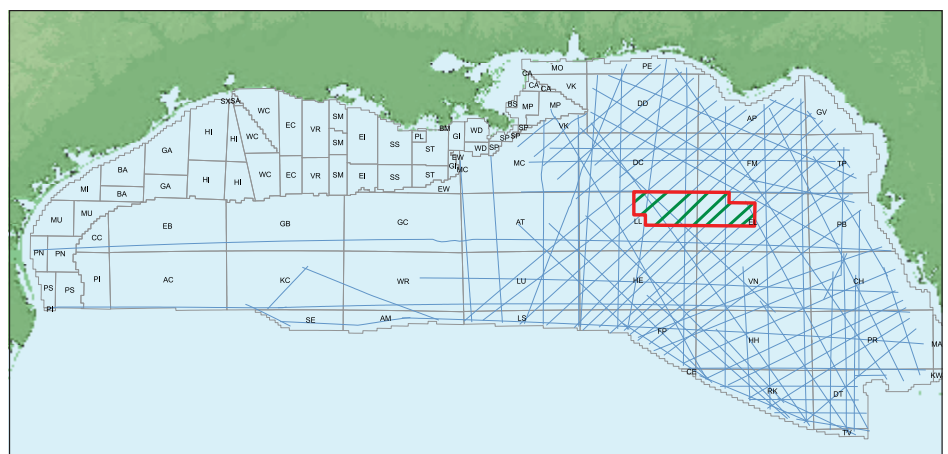 MO
PE
CA
CA
CA
VK
BS
MP
MP
DD
SX
SA
WC
HI
HI
WC
EC
VR
SM
SM
EI
SS
PL
ST
BM
GI
WD
WD
SP
SP
SP
SP
VK
AP
GV
GA
BA
BA
GA
HI
HI
WC
EC
VR
SM
EI
SS
ST
EW
GI
MC
EW
MC
DC
FM
TP
MI
MU
MU
CC
EB
GB
GC
AT
LL
EL
PB
PN
PN
PS
PS
PI
PI
AC
KC
WR
LU
HE
VN
CH
SE
AM
LS
FP
HH
PR
MA
CE
KW
RK
DT
TV